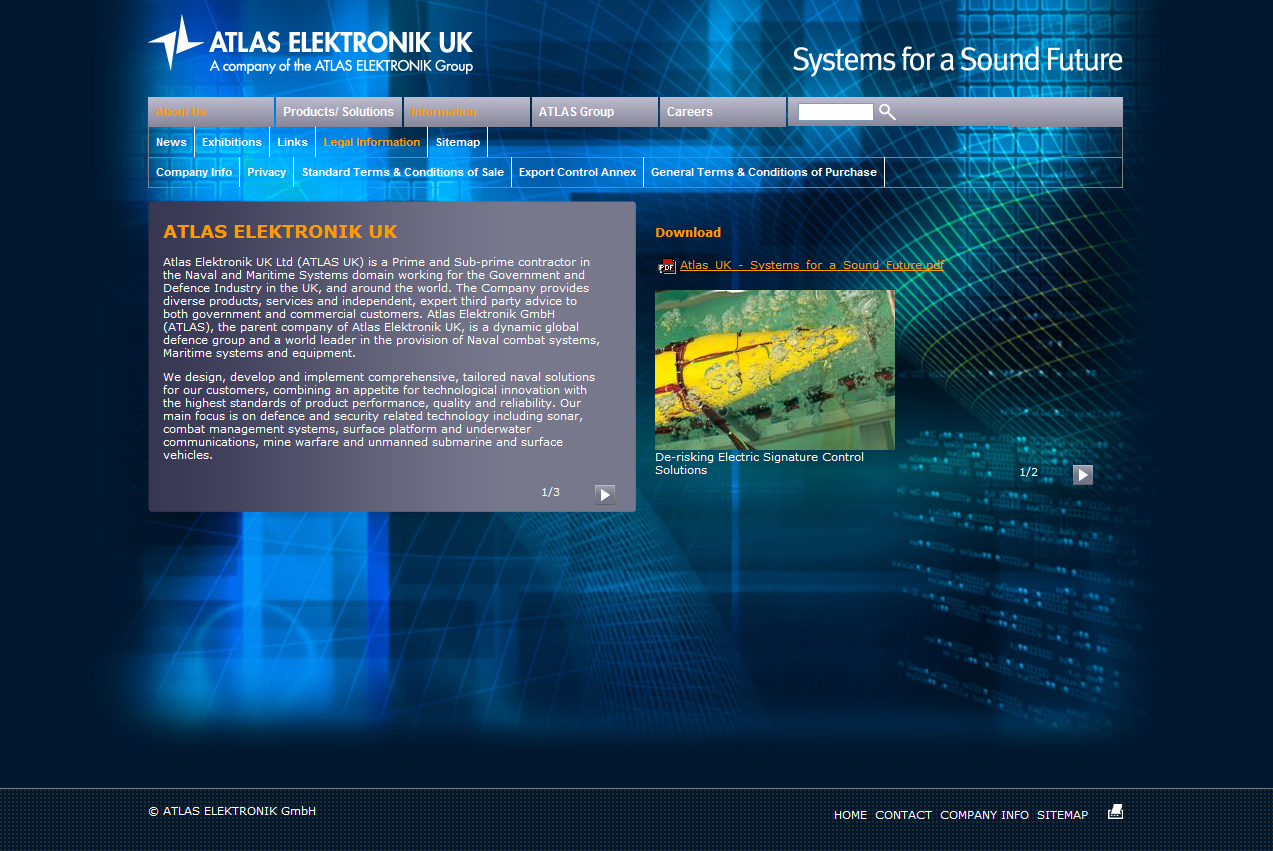 ATLAS ELEKTRONIK UK
A company of the ATLAS ELEKTRONIK Group
Systems for a Sound Future
About Us
Products/ Solutions
Information
ATLAS Group
Careers
News
Exhibitions
Links
Legal Information
Sitemap
Company Info
Privacy
Standard Terms & Conditions of Sale
Export Control Annex
General Terms & Conditions of Purchase
ATLAS ELEKTRONIK UK
Atlas Elektronik UK Ltd (ATLAS UK) is a Prime and Sub-prime contractor in
the Naval and Maritime Systems domain working for the Government and
Defence Industry in the UK, and around the world. The Company provides
diverse products, services and independent, expert third party advice to
both government and commercial customers. Atlas Elektronik GmbH
(ATLAS), the parent company of Atlas Elektronik UK, is a dynamic global
defence group and a world leader in the provision of Naval combat systems,
Maritime systems and equipment.
We design, develop and implement comprehensive, tailored naval solutions
for our customers, combining an appetite for technological innovation with
the highest standards of product performance, quality and reliability. Our
main focus is on defence and security related technology including sonar,
combat management systems, surface platform and underwater
communications, mine warfare and unmanned submarine and surface
vehicles.
1/3
Download
PDF
Atlas_UK_-_Systems_for_a_Sound_Future.pdf
De-risking Electric Signature Control
Solutions
1/2
© ATLAS ELEKTRONIK GmbH
HOME CONTACT COMPANY INFO SITEMAP